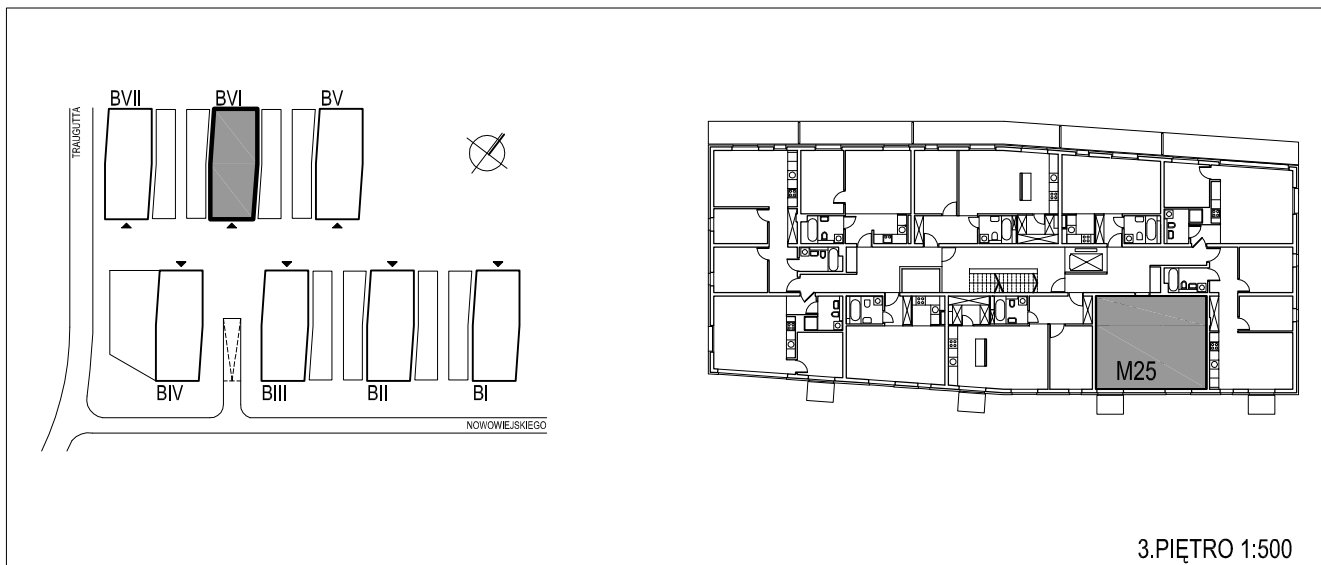 BVII
BVI
BV
TRAUGUTTA
BIV
BIII
BII
BI
NOWOWIEJSKIEGO
M25
3.PIĘTRO 1:500